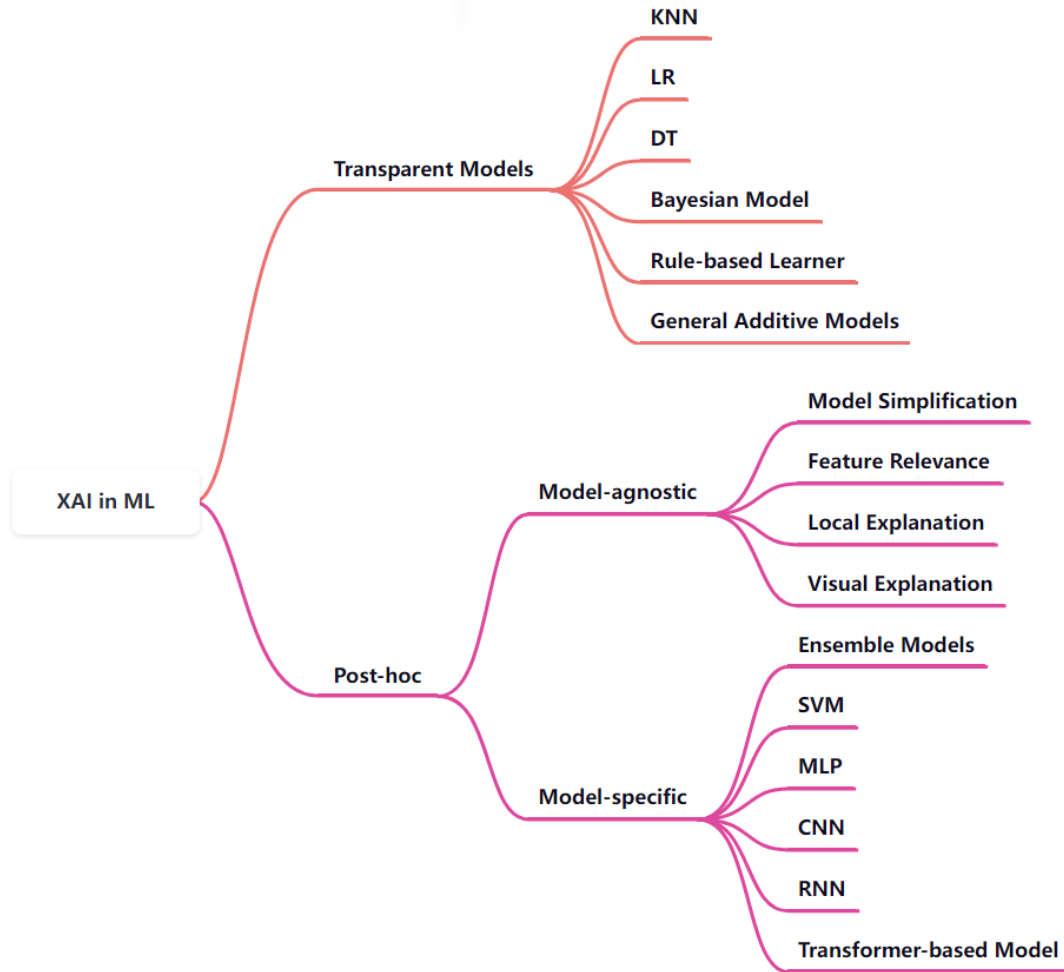 KNN
LR
DT
Transparent Models
Bayesian Model
Rule-based Learner
General Additive Models
Model Simplification
Feature Relevance
Model-agnostic
XAI in ML
Local Explanation
Visual Explanation
Ensemble Models
Post-hoc
SVM
MLP
Model-specific
CNN
RNN
Transformer-based Model